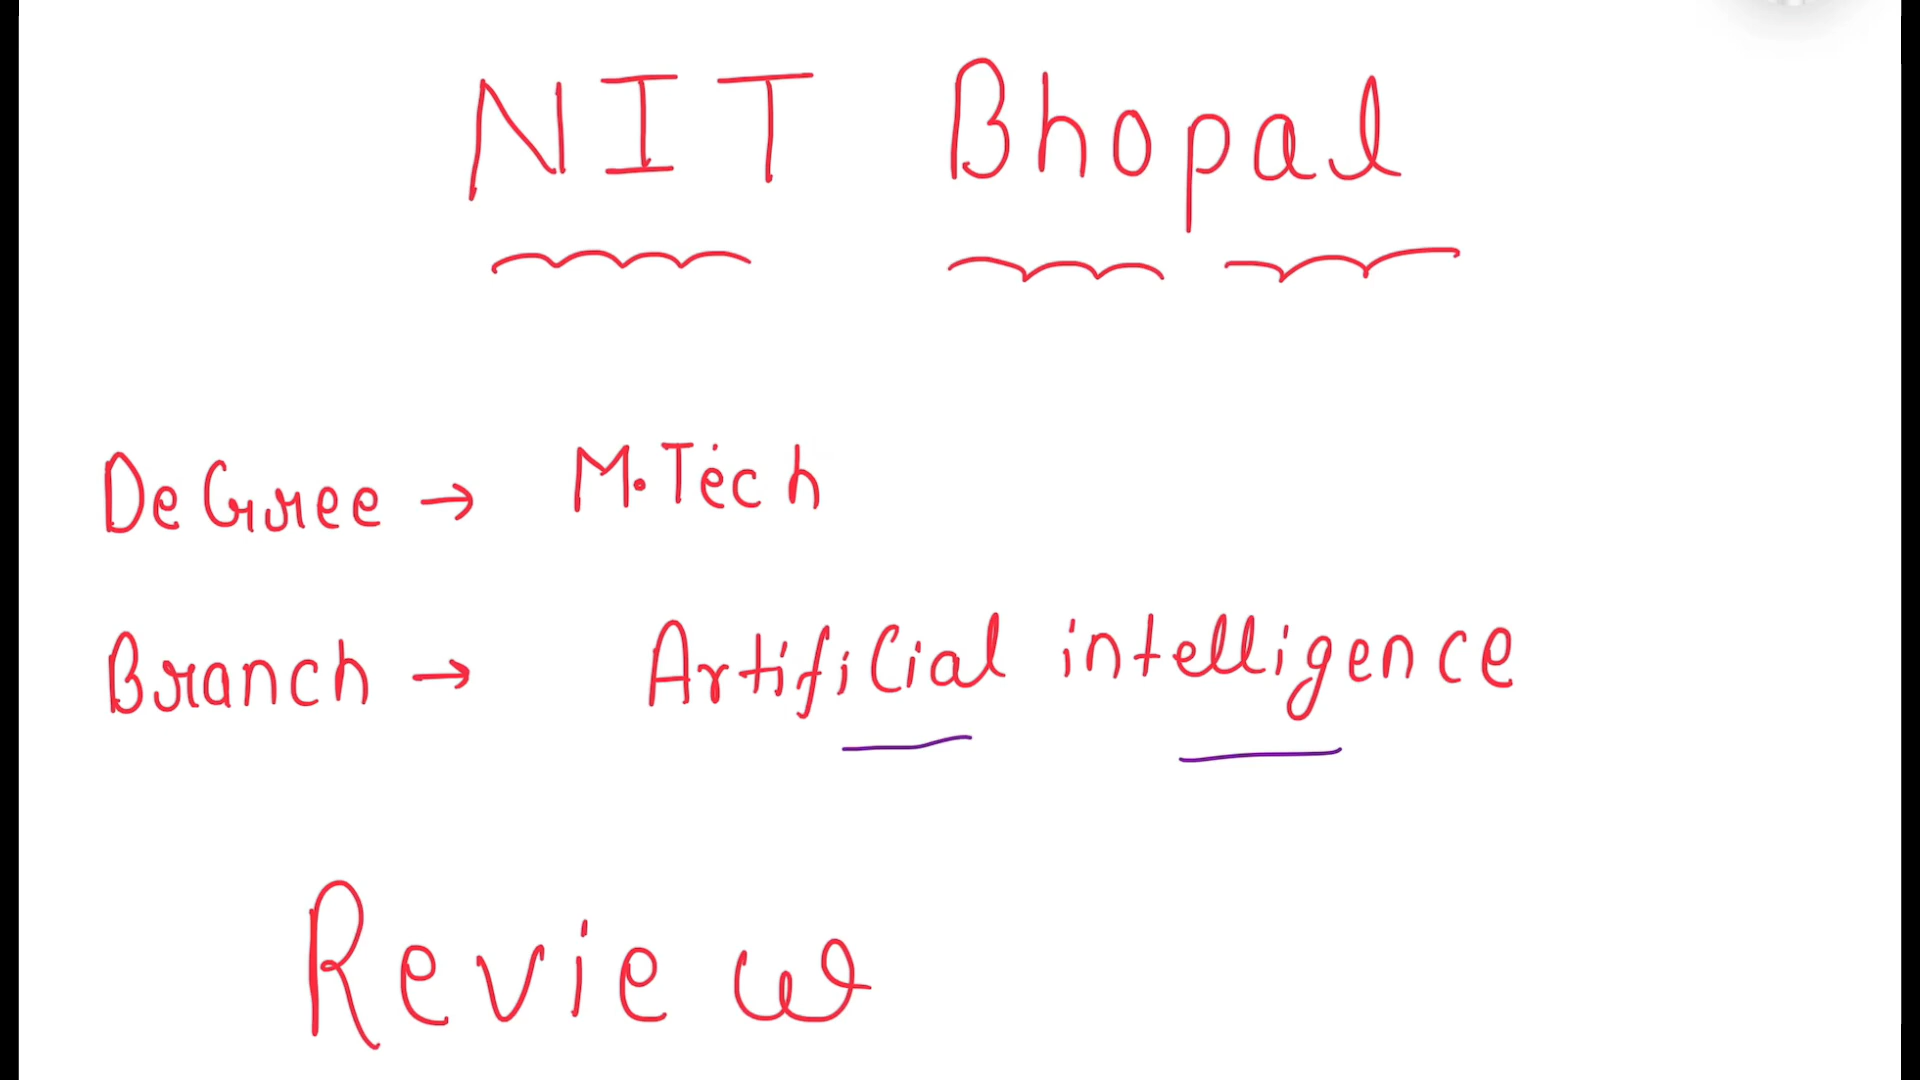 NIT Bhopal
DeGree → M.Tech
Branch → Artificial intelligence
Review